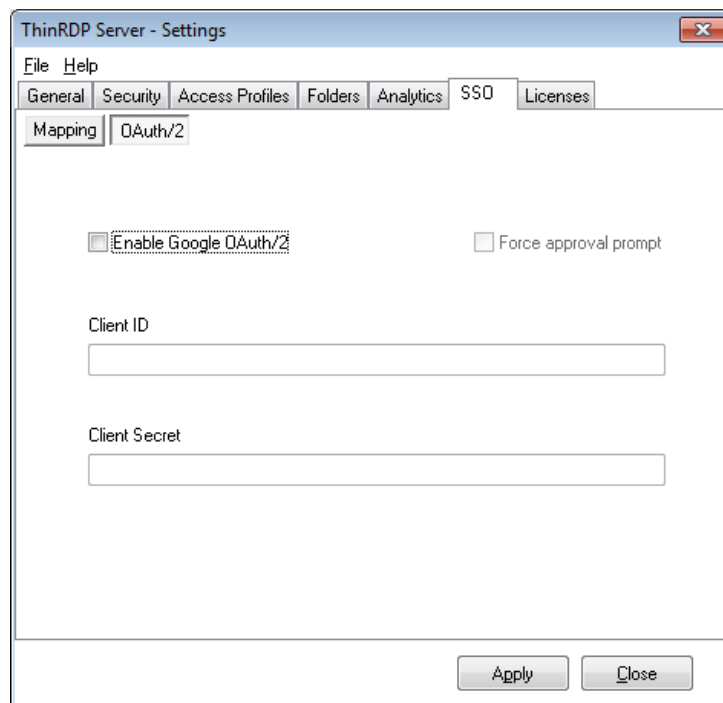 ThinRDP Server - Settings
File Help
General Security Access Profiles Folders Analytics SSO Licenses
Mapping OAuth/2
Enable Google OAuth/2 Force approval prompt
Client ID
Client Secret
Apply Close